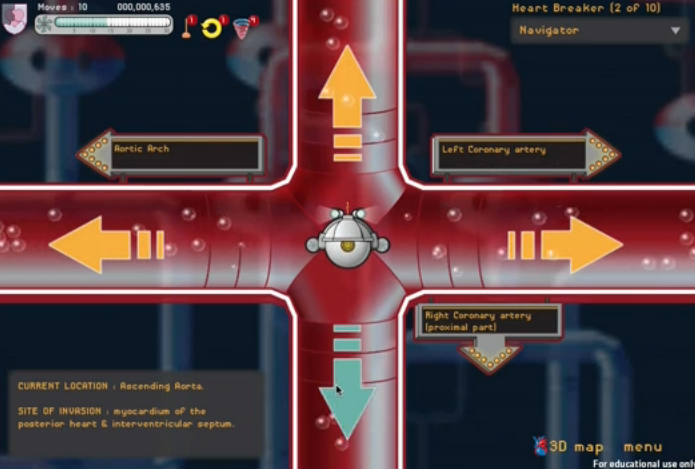 Moves : 10
000,000,635
Heart Breaker (2 of 10)
Navigator
Aortic Arch
Left Coronary artery
Right Coronary artery
(proximal part)
CURRENT LOCATION : Ascending Aorta.
SITE OF INVASION : myocardium of the
posterior heart & interventricular septum.
3D map
menu
For educational use only